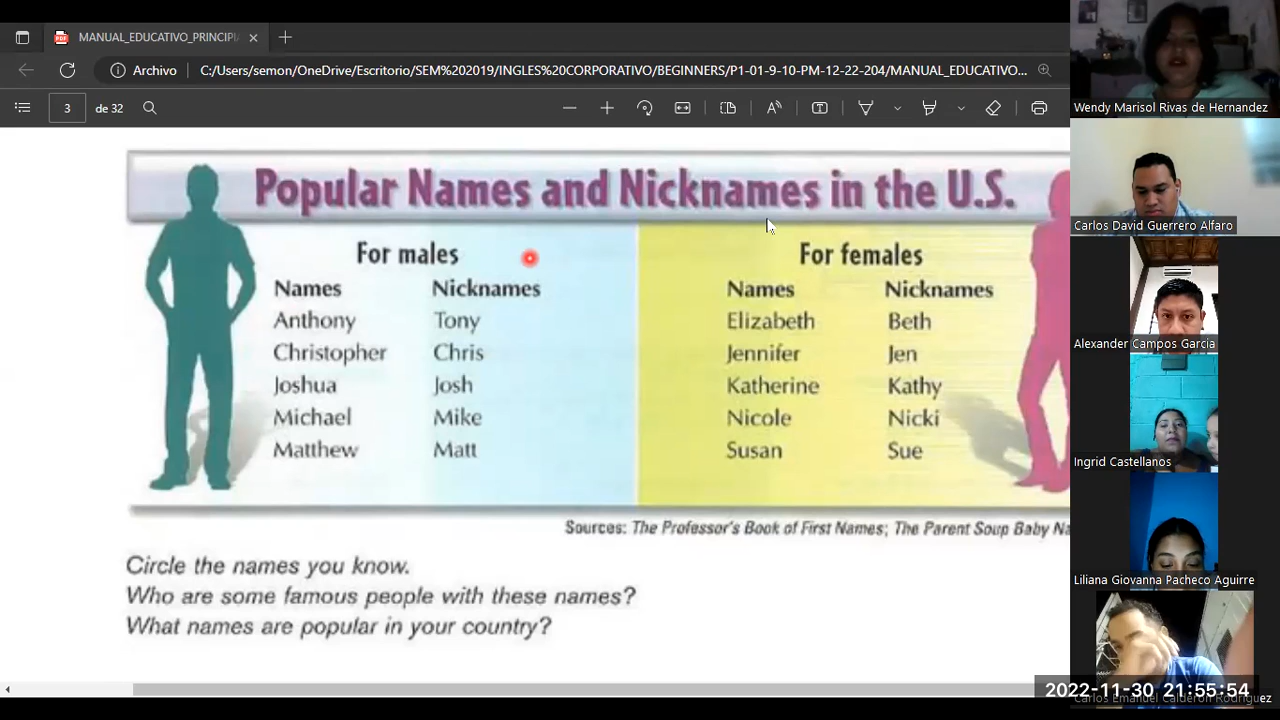 MANUAL_EDUCATIVO_PRINCIPI
Archivo
C:/Users/semon/OneDrive/Escritorio/SEM%202019/INGLES%20CORPORATIVO/BEGINNERS/P1-01-9-10-PM-12-22-204/MANUAL_EDUCATIVO...
3 de 32
Popular Names and Nicknames in the U.S.
For males
Names Nicknames
Anthony Tony
Christopher Chris
Joshua Josh
Michael Mike
Matthew Matt
For females
Names Nicknames
Elizabeth Beth
Jennifer Jen
Katherine Kathy
Nicole Nicki
Susan Sue
Sources: The Professor's Book of First Names; The Parent Soup Baby Na
Circle the names you know.
Who are some famous people with these names?
What names are popular in your country?
Wendy Marisol Rivas de Hernandez
Carlos David Guerrero Alfaro
Alexander Campos Garcia
Ingrid Castellanos
Liliana Giovanna Pacheco Aguirre
2022-11-30 21:55:54
Carlos Emanuel Calderon Rodriguez